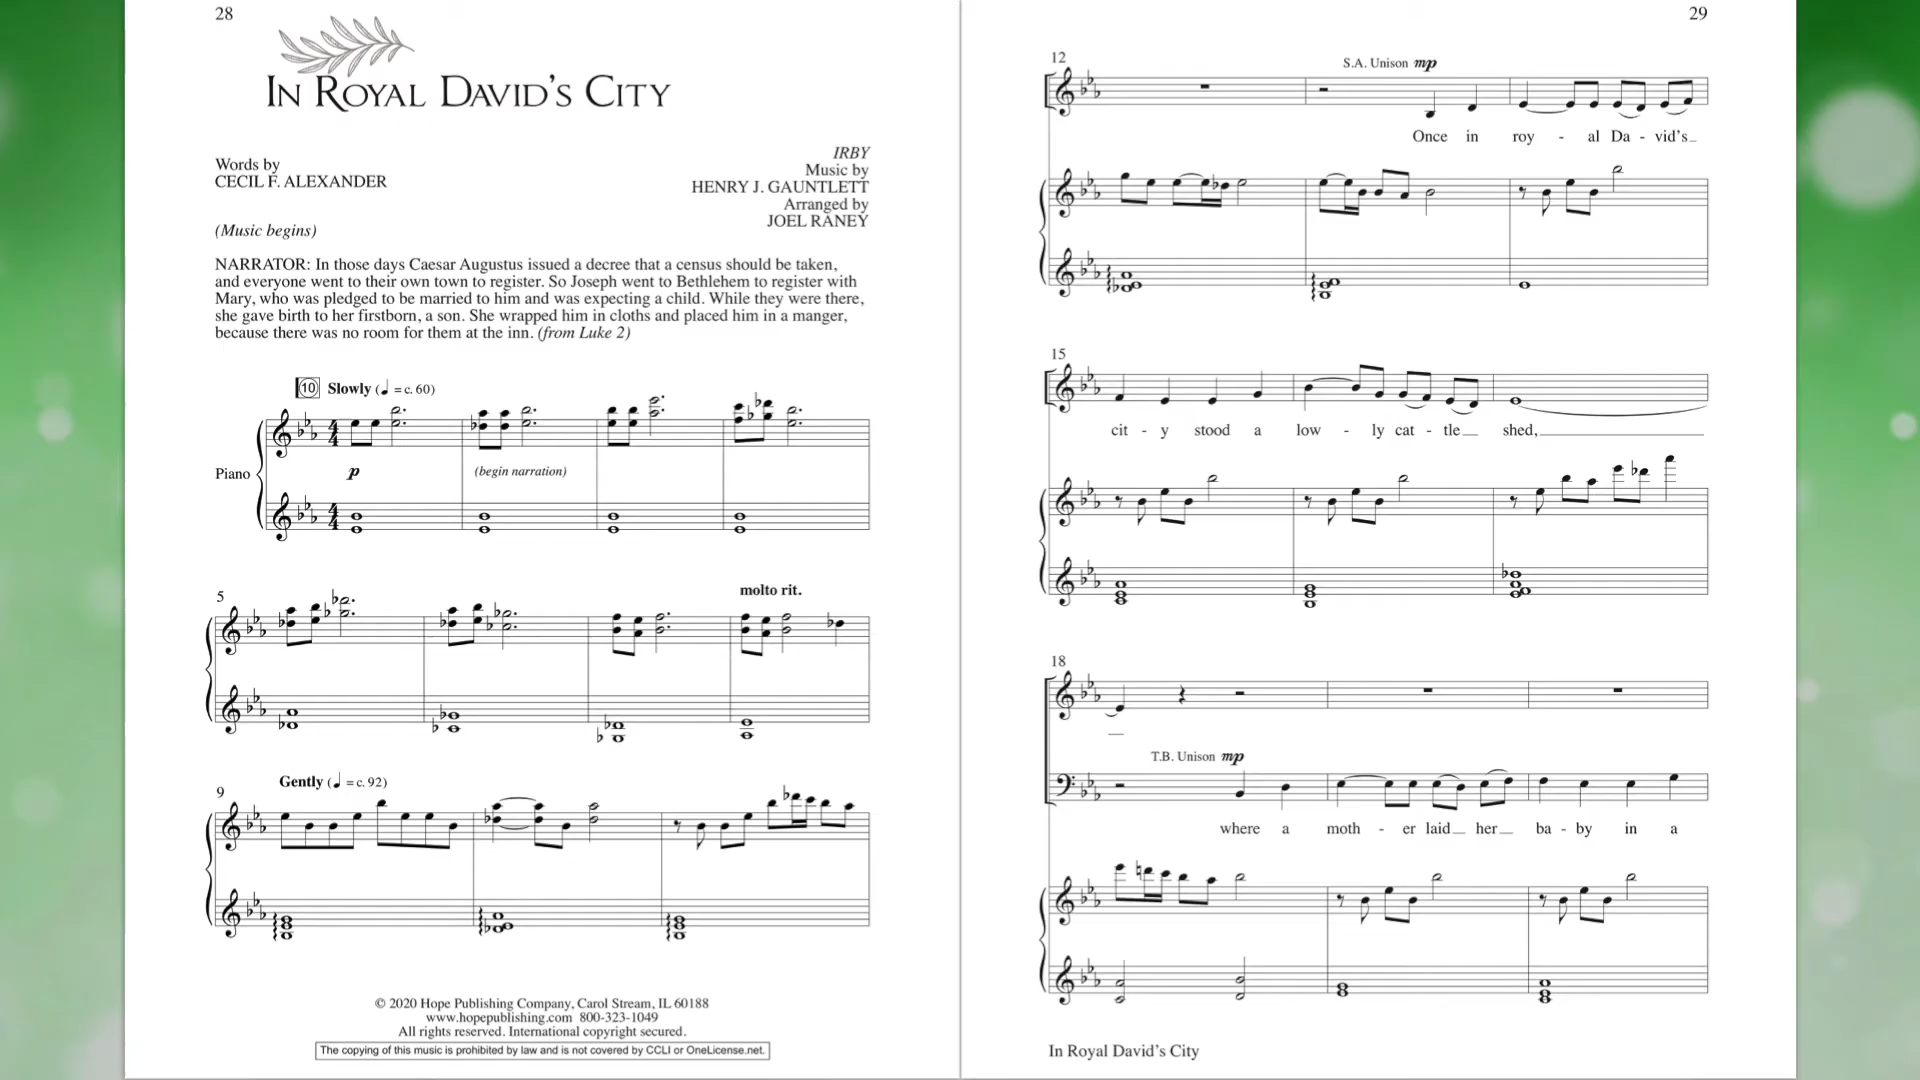 28
IN ROYAL DAVID'S CITY
Words by
CECIL F. ALEXANDER
IRBY
Music by
HENRY J. GAUNTLETT
Arranged by
JOEL RANEY
(Music begins)
NARRATOR: In those days Caesar Augustus issued a decree that a census should be taken,
and everyone went to their own town to register. So Joseph went to Bethlehem to register with
Mary, who was pledged to be married to him and was expecting a child. While they were there,
she gave birth to her firstborn, a son. She wrapped him in cloths and placed him in a manger,
because there was no room for them at the inn. (from Luke 2)
10 Slowly (♩ = c. 60)
4 4
Piano
p (begin narration)
4 4
5
molto rit.
9
Gently (♩ = c. 92)
© 2020 Hope Publishing Company, Carol Stream, IL 60188
www.hopepublishing.com 800-323-1049
All rights reserved. International copyright secured.
The copying of this music is prohibited by law and is not covered by CCLI or OneLicense.net.
29
12
S.A. Unison mp
Once in roy - al Da - vid's
15
cit - y stood a low - ly cat - tle shed,
18
T.B. Unison mp
where a moth - er laid her ba - by in a
In Royal David's City